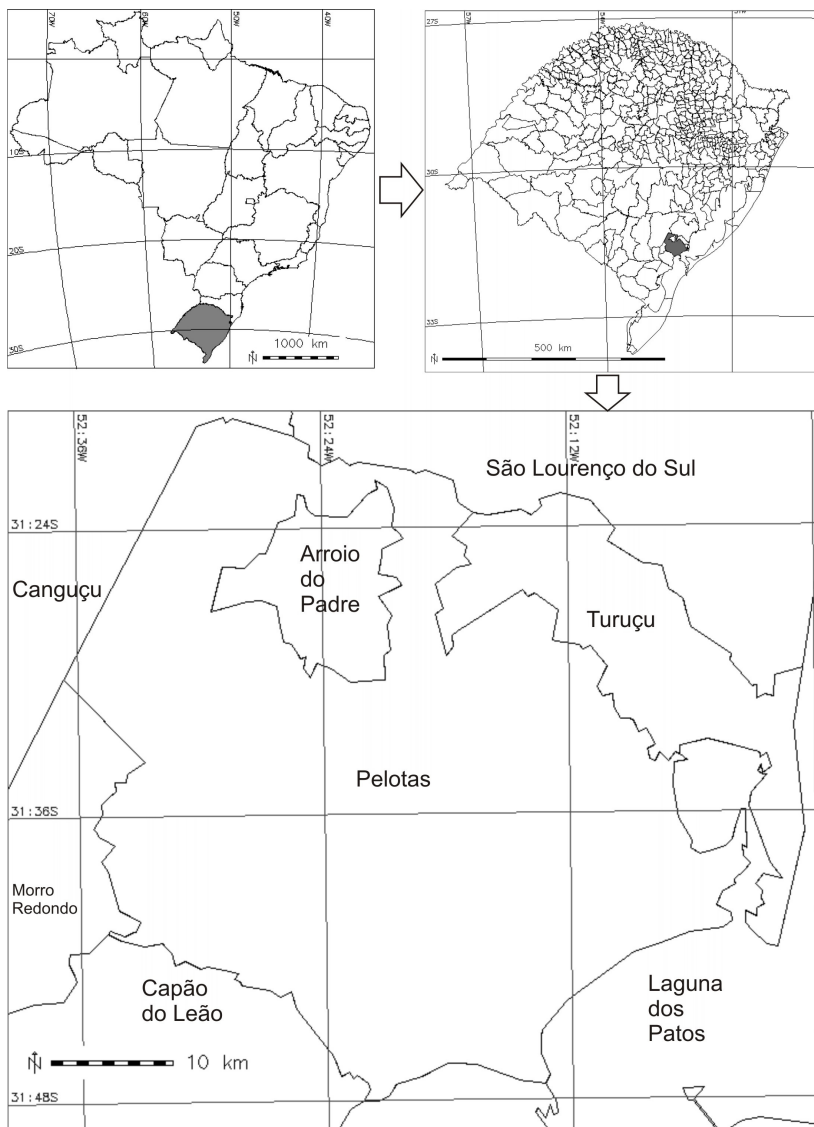 70W
60W
50W
40W
10S
20S
30S
N
1000 km
57W
54W
51W
27S
30S
33S
N
500 km
52:36W
52:24W
52:12W
São Lourenço do Sul
31:24S
Arroio
do
Padre
Canguçu
Turuçu
Pelotas
31:36S
Morro
Redondo
Capão
do Leão
Laguna
dos
Patos
N
10 km
31:48S